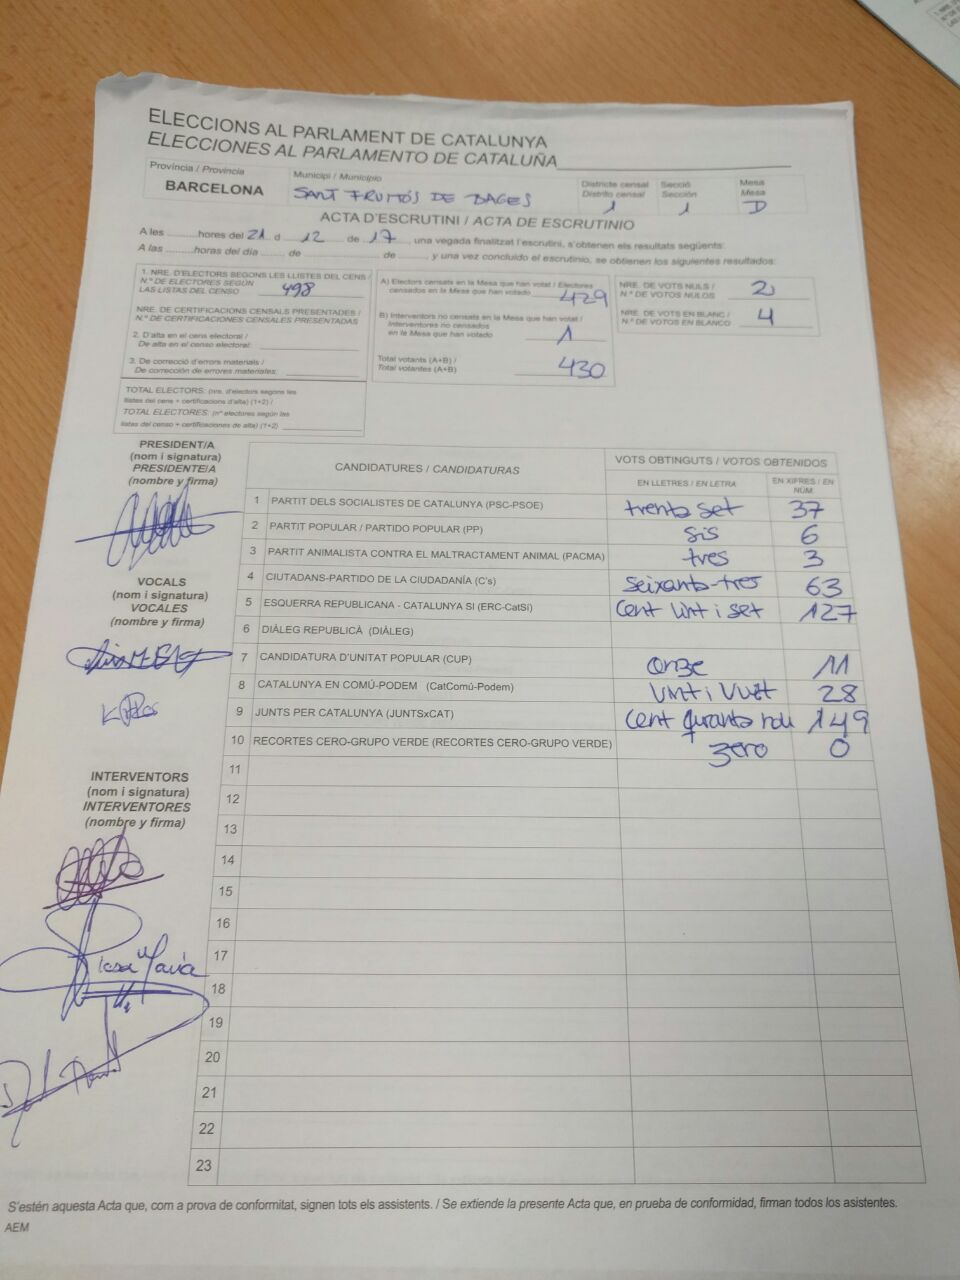 ELECCIONS AL PARLAMENT DE CATALUNYA
ELECCIONES AL PARLAMENTO DE CATALUÑA
Província / Provincia
BARCELONA
Municipi / Municipio
SANT FRUITÓS DE BAGES
Districte censal
Distrito censal
1
Secció
Sección
1
Mesa
Mesa
D
ACTA D'ESCRUTINI / ACTA DE ESCRUTINIO
A les ..........hores del 21 d 12 de 17, una vegada finalitzat l'escrutini, s'obtenen els resultats següents:
A las ..........horas del día ....... de .................... de ......, y una vez concluido el escrutinio, se obtienen los siguientes resultados:
1. NRE. D'ELECTORS SEGONS LES LLISTES DEL CENS /
N.º DE ELECTORES SEGÚN
LAS LISTAS DEL CENSO 498
NRE. DE CERTIFICACIONS CENSALS PRESENTADES /
N.º DE CERTIFICACIONES CENSALES PRESENTADAS
2. D'alta en el cens electoral /
De alta en el censo electoral:
3. De correcció d'errors materials /
De corrección de errores materiales:
TOTAL ELECTORS: (nre. d'electors segons les
llistes del cens + certificacions d'alta) (1+2) /
TOTAL ELECTORES: (nº electores según las
listas del censo + certificaciones de alta) (1+2)
A) Electors censats en la Mesa que han votat / Electores
censados en la Mesa que han votado 429
B) Interventors no censats en la Mesa que han votat /
Interventores no censados
en la Mesa que han votado 1
Total votants (A+B) /
Total votantes (A+B) 430
NRE. DE VOTS NULS /
N.º DE VOTOS NULOS 2
NRE. DE VOTS EN BLANC /
N.º DE VOTOS EN BLANCO 4
PRESIDENT/A
(nom i signatura)
PRESIDENTE/A
(nombre y firma)
VOCALS
(nom i signatura)
VOCALES
(nombre y firma)
INTERVENTORS
(nom i signatura)
INTERVENTORES
(nombre y firma)
CANDIDATURES / CANDIDATURAS
VOTS OBTINGUTS / VOTOS OBTENIDOS
EN LLETRES / EN LETRA
EN XIFRES / EN NÚM.
1 PARTIT DELS SOCIALISTES DE CATALUNYA (PSC-PSOE) trenta set 37
2 PARTIT POPULAR / PARTIDO POPULAR (PP) sis 6
3 PARTIT ANIMALISTA CONTRA EL MALTRACTAMENT ANIMAL (PACMA) tres 3
4 CIUTADANS-PARTIDO DE LA CIUDADANÍA (C's) seixanta-tres 63
5 ESQUERRA REPUBLICANA - CATALUNYA SI (ERC-CatSí) cent vint i set 127
6 DIÀLEG REPUBLICÀ (DIÀLEG)
7 CANDIDATURA D'UNITAT POPULAR (CUP) onze 11
8 CATALUNYA EN COMÚ-PODEM (CatComú-Podem) vint i vuit 28
9 JUNTS PER CATALUNYA (JUNTSxCAT) cent quranta nou 149
10 RECORTES CERO-GRUPO VERDE (RECORTES CERO-GRUPO VERDE) zero 0
11
12
13
14
15
16
17
18
19
20
21
22
23
S'estén aquesta Acta que, com a prova de conformitat, signen tots els assistents. / Se extiende la presente Acta que, en prueba de conformidad, firman todos los asistentes.
AEM